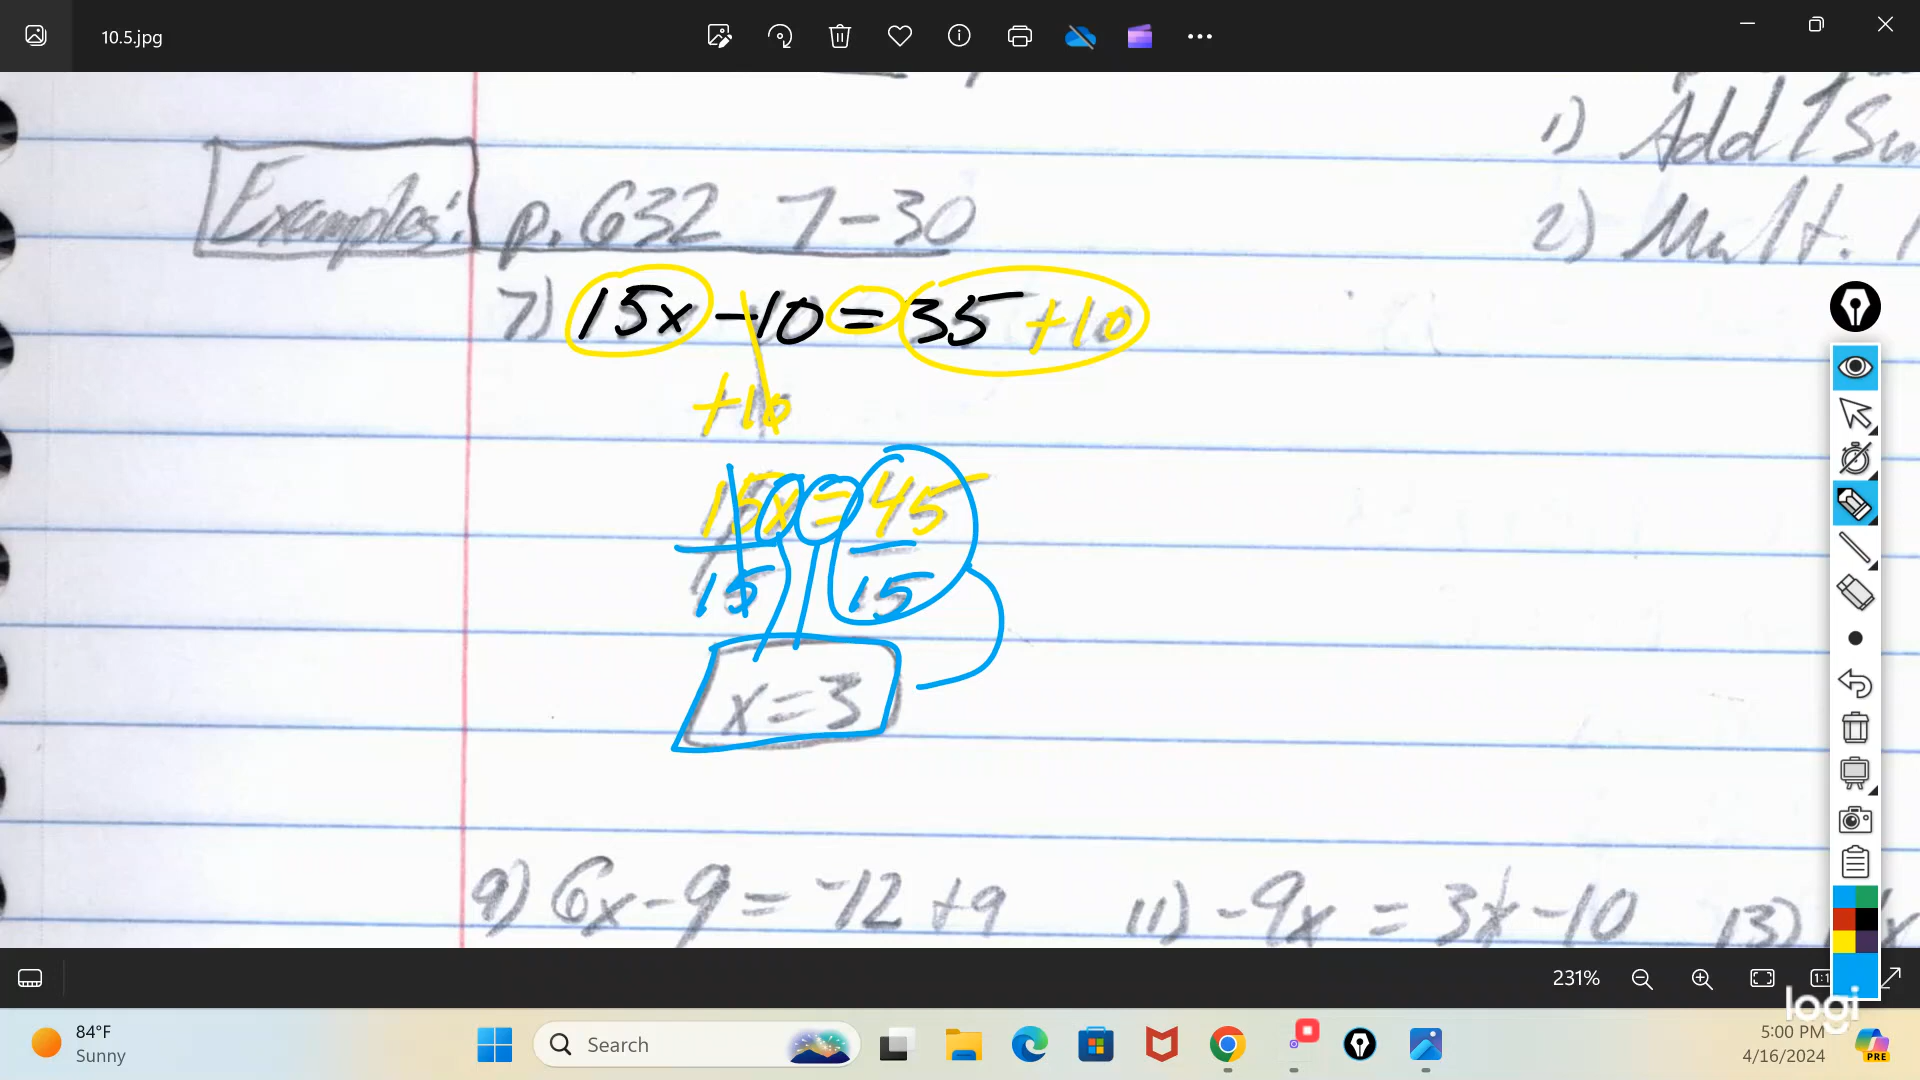 10.5.jpg
1) Add
Examples: p. 632 7-30
2) Mult.
7) 15x - 10 = 35 + 10
+10
15x = 45
15 15
x = 3
9) 6x - 9 = -12 + 9 11) -9x = 3x - 10 13)
231%
1:1
logi
84°F
Sunny
Search
5:00 PM
4/16/2024
PRE